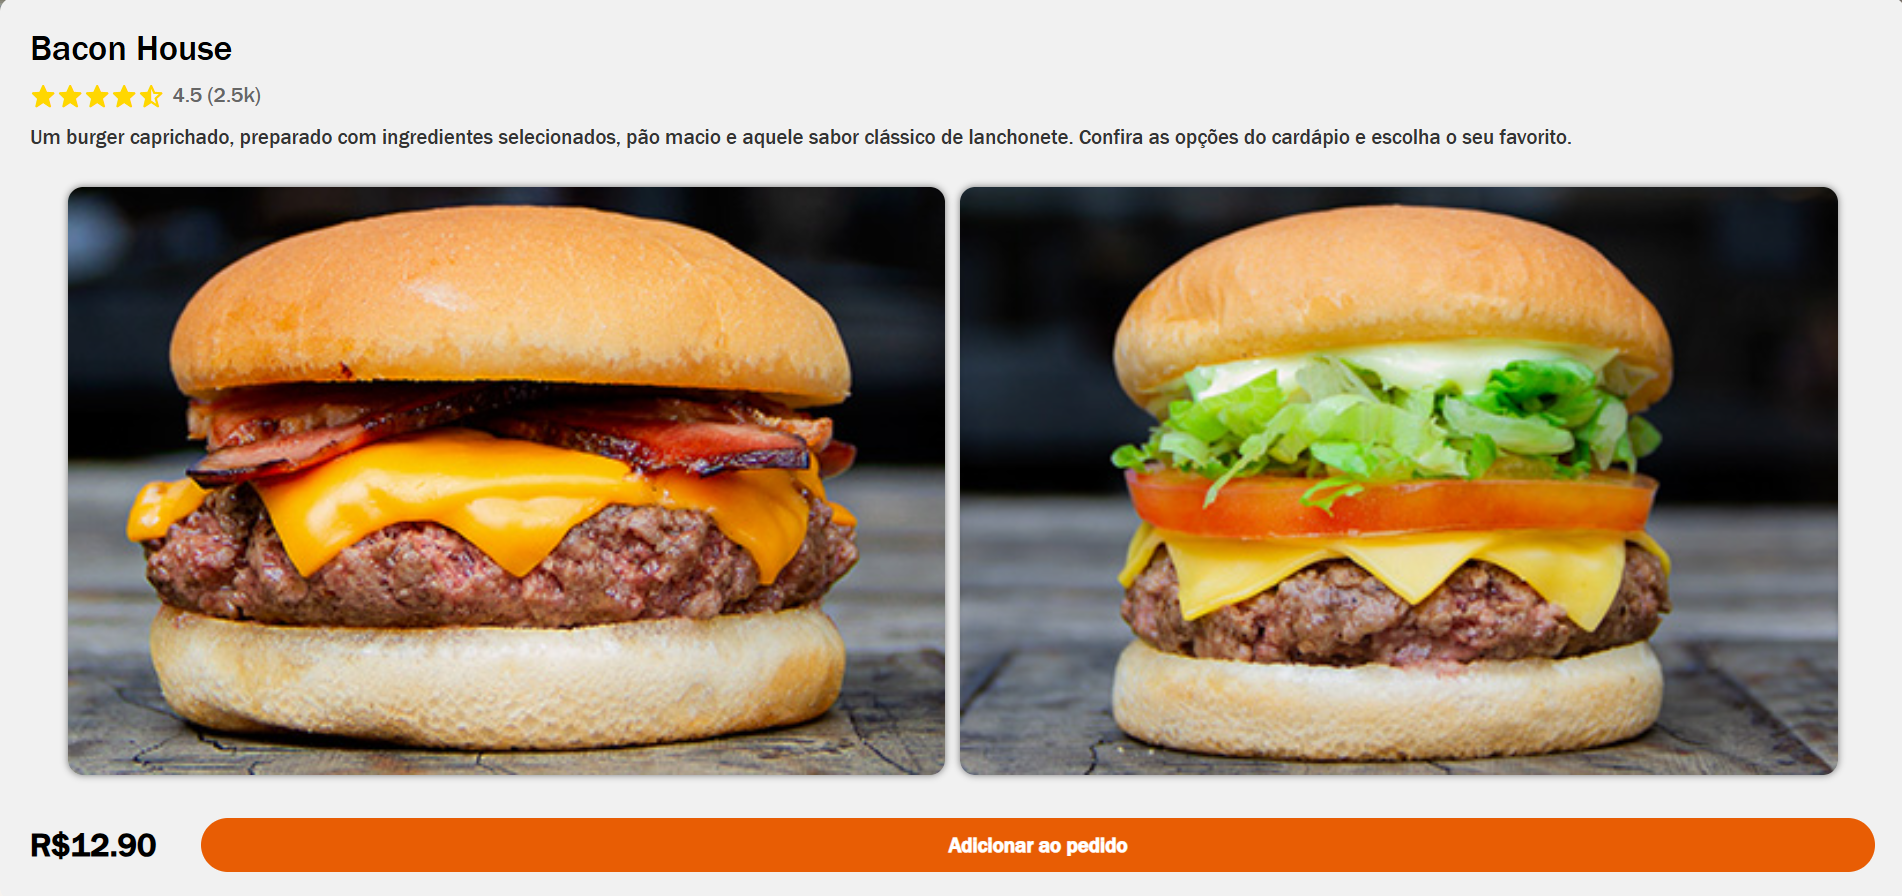 Bacon House
4.5 (2.5k)
Um burger caprichado, preparado com ingredientes selecionados, pão macio e aquele sabor clássico de lanchonete. Confira as opções do cardápio e escolha o seu favorito.
R$12.90
Adicionar ao pedido